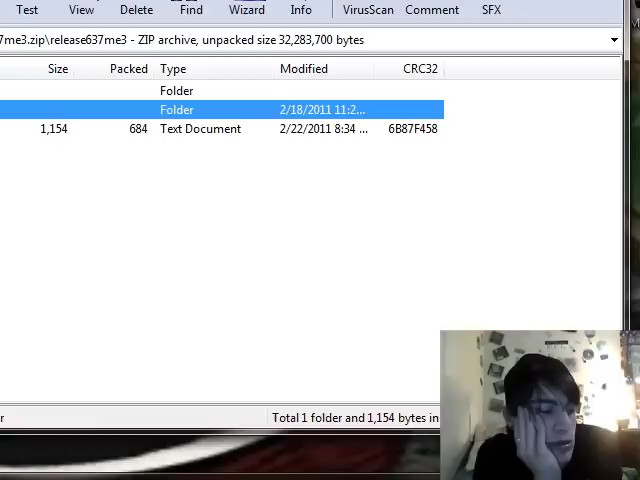 Test View Delete Find Wizard Info VirusScan Comment SFX
7me3.zip\release637me3 - ZIP archive, unpacked size 32,283,700 bytes
Size Packed Type Modified CRC32
Folder
Folder 2/18/2011 11:2...
1,154 684 Text Document 2/22/2011 8:34 ... 6B87F458
Total 1 folder and 1,154 bytes in